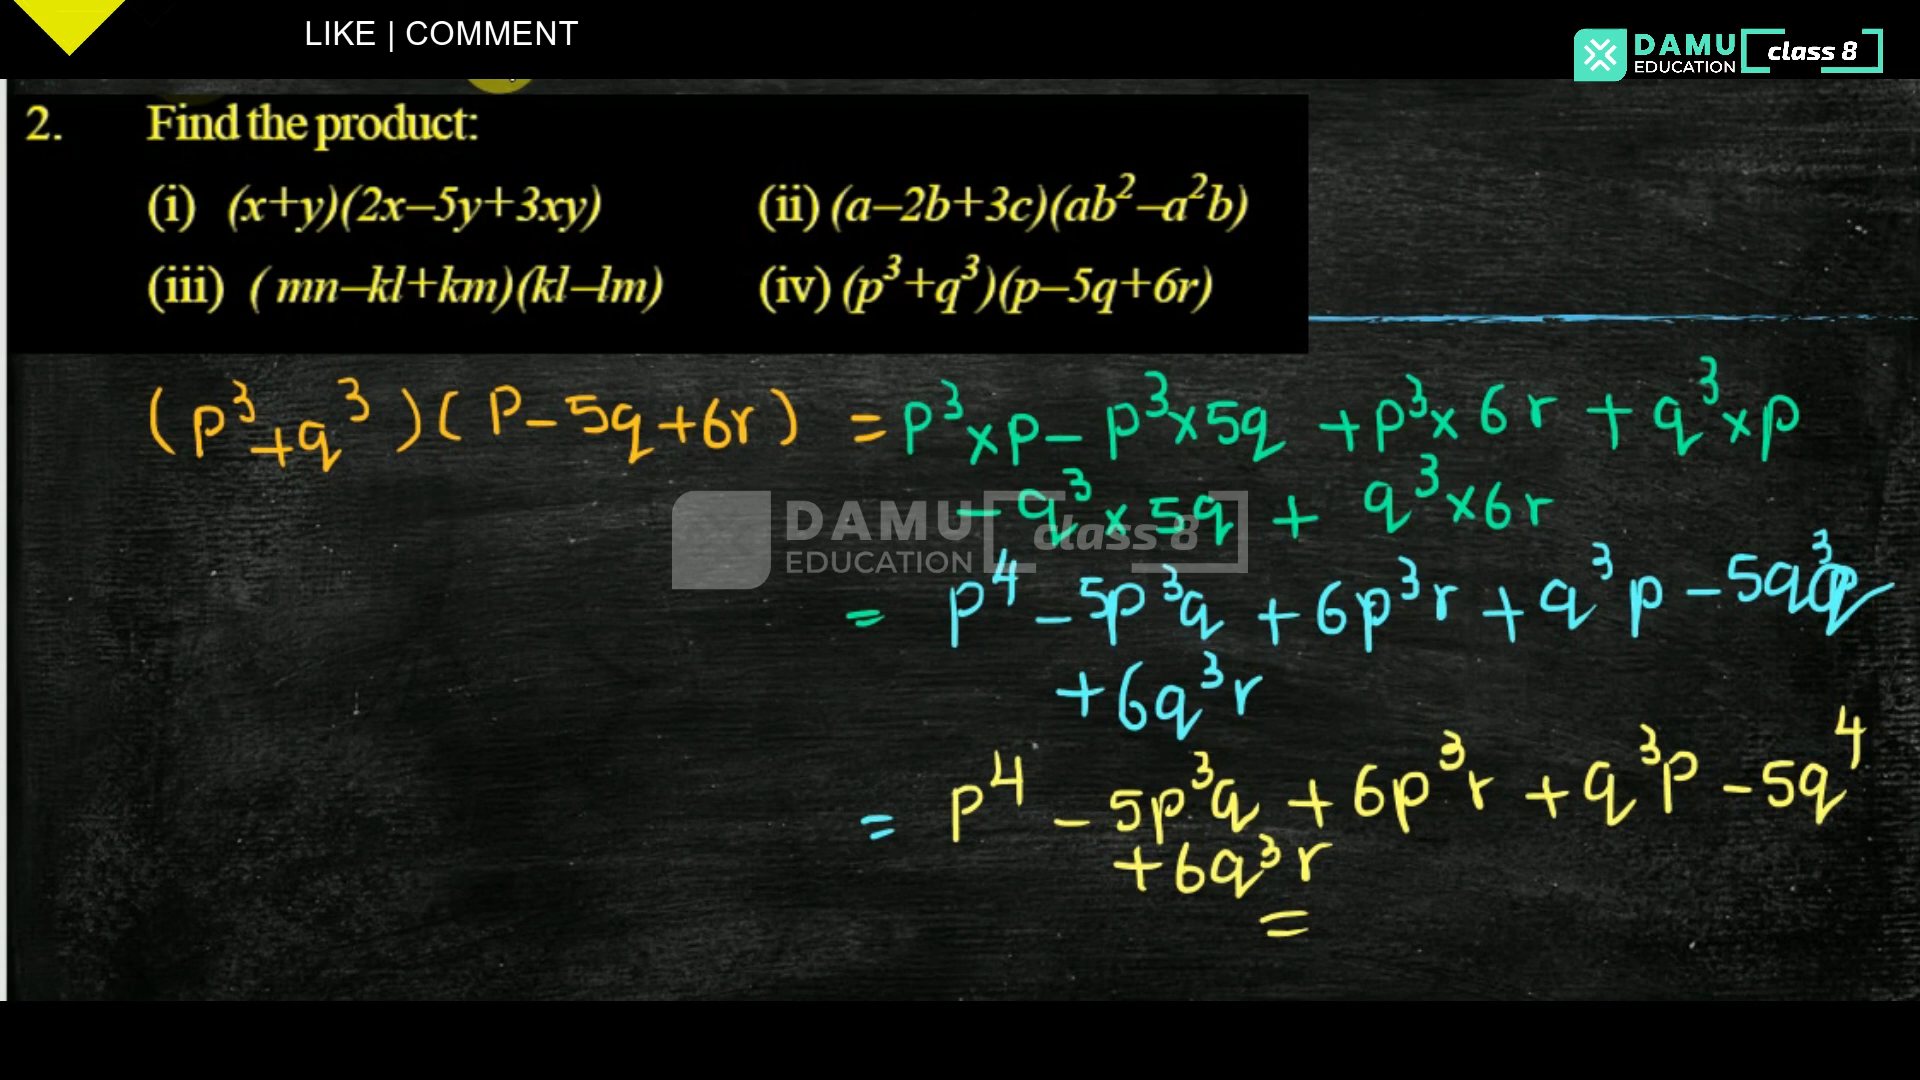 LIKE | COMMENT
DAMU
EDUCATION
class 8
2. Find the product:
(i) (x+y)(2x–5y+3xy) (ii) (a–2b+3c)(ab²–a²b)
(iii) ( mn–kl+km)(kl–lm) (iv) (p³+q³)(p–5q+6r)
(p³+q³)(P-5q+6r) = p³×p - p³×5q + p³×6r + q³×p
- q³×5q + q³×6r
DAMU
EDUCATION
class 8
= p⁴ - 5p³q + 6p³r + q³p - 5q
+ 6q³r
= p⁴ - 5p³q + 6p³r + q³p - 5q⁴
+ 6q³r